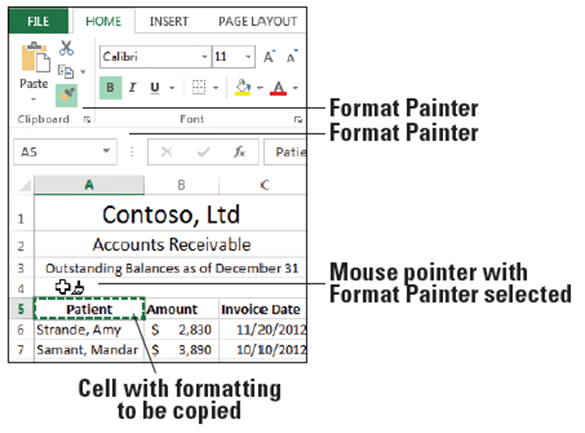 FILE HOME INSERT PAGE LAYOUT
Calibri 11 A A
Paste B I U A
Clipboard Font
Format Painter
Format Painter
A5 fx Patie
A B C
1 Contoso, Ltd
2 Accounts Receivable
3 Outstanding Balances as of December 31
4
5 Patient Amount Invoice Date
6 Strande, Amy $ 2,830 11/20/2012
7 Samant, Mandar $ 3,890 10/10/2012
Mouse pointer with
Format Painter selected
Cell with formatting
to be copied